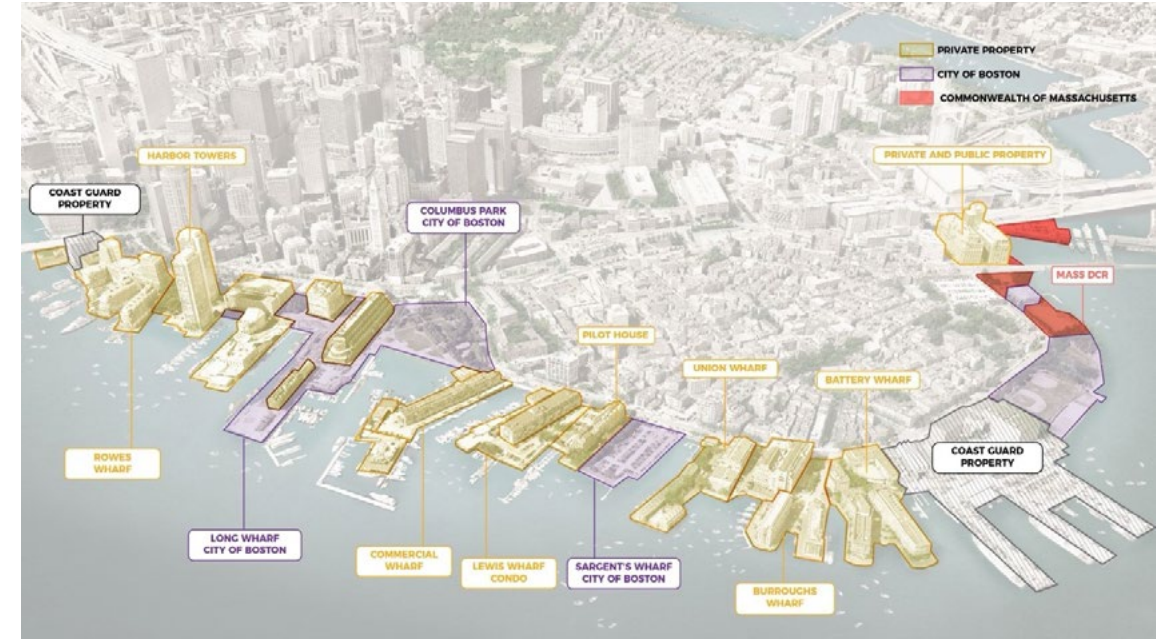 PRIVATE PROPERTY
CITY OF BOSTON
COMMONWEALTH OF MASSACHUSETTS
HARBOR TOWERS
PRIVATE AND PUBLIC PROPERTY
COAST GUARD
PROPERTY
COLUMBUS PARK
CITY OF BOSTON
MASS DCR
PILOT HOUSE
UNION WHARF
BATTERY WHARF
COAST GUARD
PROPERTY
ROWES
WHARF
LONG WHARF
CITY OF BOSTON
COMMERCIAL
WHARF
LEWIS WHARF
CONDO
SARGENT'S WHARF
CITY OF BOSTON
BURROUGHS
WHARF